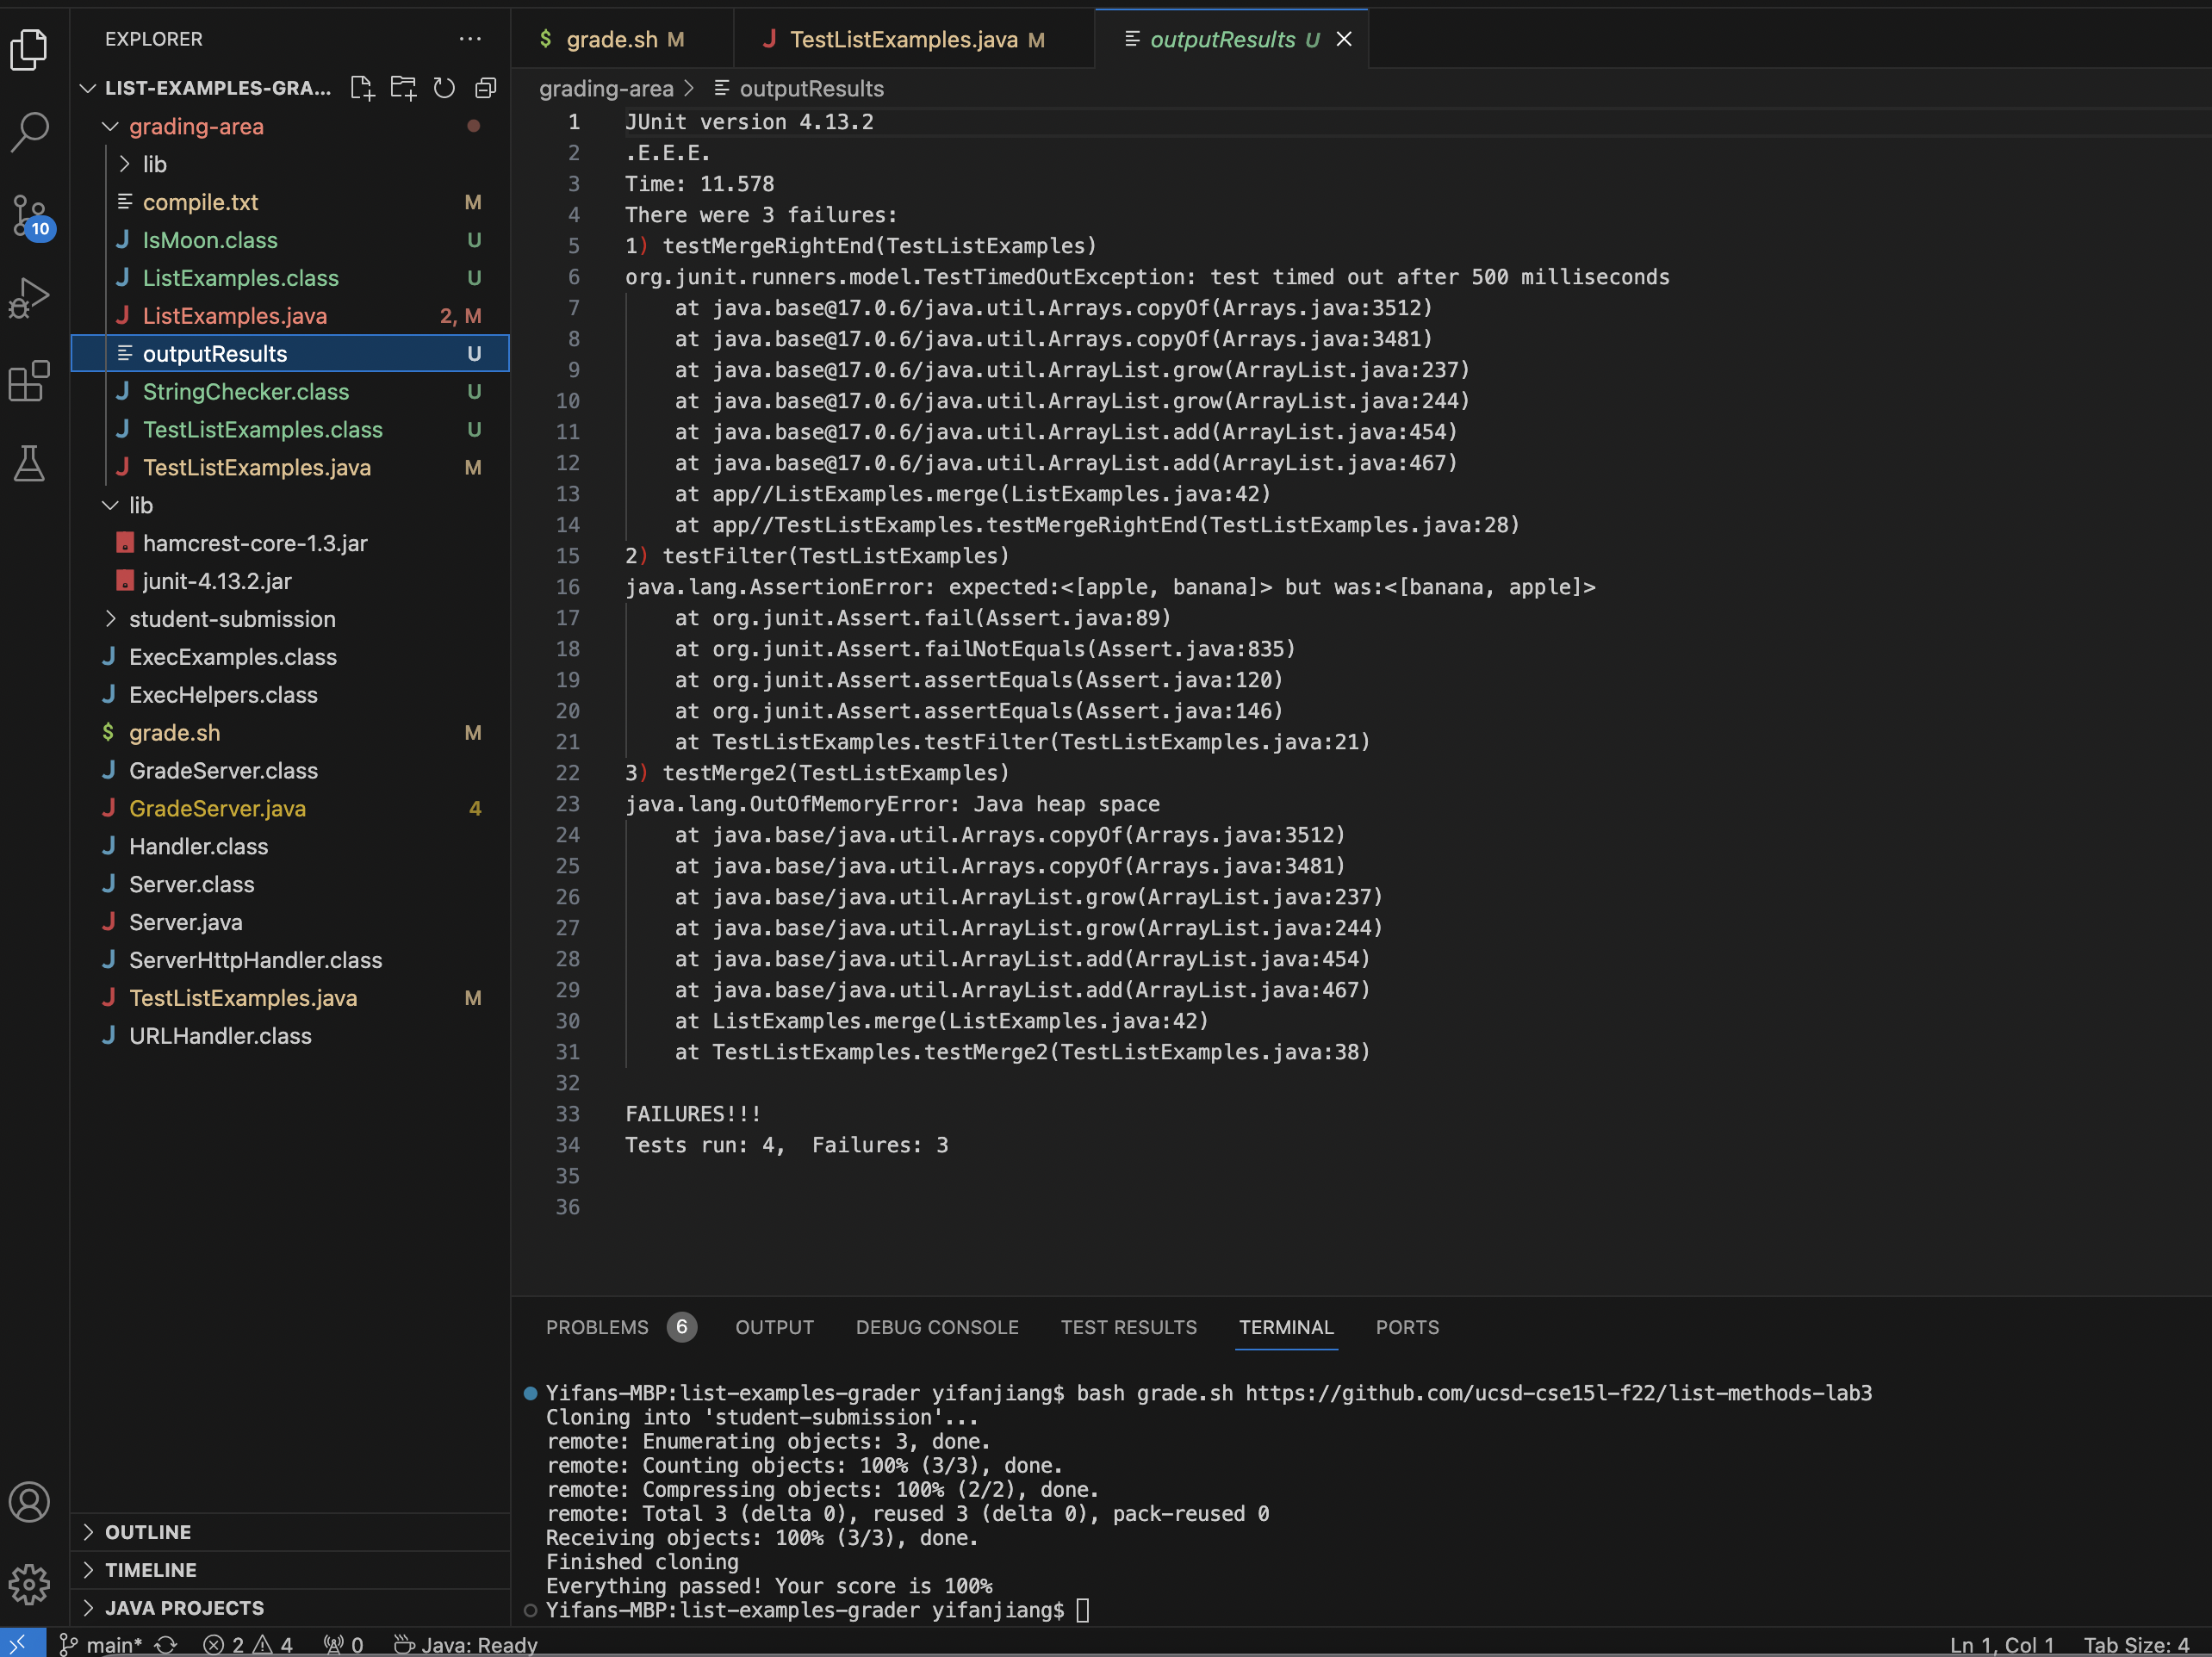 EXPLORER
LIST-EXAMPLES-GRA...
grading-area
lib
compile.txt M
IsMoon.class U
ListExamples.class U
ListExamples.java 2, M
outputResults U
StringChecker.class U
TestListExamples.class U
TestListExamples.java M
lib
hamcrest-core-1.3.jar
junit-4.13.2.jar
student-submission
ExecExamples.class
ExecHelpers.class
$ grade.sh M
GradeServer.class
GradeServer.java 4
Handler.class
Server.class
Server.java
ServerHttpHandler.class
TestListExamples.java M
URLHandler.class
OUTLINE
TIMELINE
JAVA PROJECTS
10
$ grade.sh M
TestListExamples.java M
outputResults U
grading-area > outputResults
1 JUnit version 4.13.2
2 .E.E.E.
3 Time: 11.578
4 There were 3 failures:
5 1) testMergeRightEnd(TestListExamples)
6 org.junit.runners.model.TestTimedOutException: test timed out after 500 milliseconds
7 at java.base@17.0.6/java.util.Arrays.copyOf(Arrays.java:3512)
8 at java.base@17.0.6/java.util.Arrays.copyOf(Arrays.java:3481)
9 at java.base@17.0.6/java.util.ArrayList.grow(ArrayList.java:237)
10 at java.base@17.0.6/java.util.ArrayList.grow(ArrayList.java:244)
11 at java.base@17.0.6/java.util.ArrayList.add(ArrayList.java:454)
12 at java.base@17.0.6/java.util.ArrayList.add(ArrayList.java:467)
13 at app//ListExamples.merge(ListExamples.java:42)
14 at app//TestListExamples.testMergeRightEnd(TestListExamples.java:28)
15 2) testFilter(TestListExamples)
16 java.lang.AssertionError: expected:<[apple, banana]> but was:<[banana, apple]>
17 at org.junit.Assert.fail(Assert.java:89)
18 at org.junit.Assert.failNotEquals(Assert.java:835)
19 at org.junit.Assert.assertEquals(Assert.java:120)
20 at org.junit.Assert.assertEquals(Assert.java:146)
21 at TestListExamples.testFilter(TestListExamples.java:21)
22 3) testMerge2(TestListExamples)
23 java.lang.OutOfMemoryError: Java heap space
24 at java.base/java.util.Arrays.copyOf(Arrays.java:3512)
25 at java.base/java.util.Arrays.copyOf(Arrays.java:3481)
26 at java.base/java.util.ArrayList.grow(ArrayList.java:237)
27 at java.base/java.util.ArrayList.grow(ArrayList.java:244)
28 at java.base/java.util.ArrayList.add(ArrayList.java:454)
29 at java.base/java.util.ArrayList.add(ArrayList.java:467)
30 at ListExamples.merge(ListExamples.java:42)
31 at TestListExamples.testMerge2(TestListExamples.java:38)
32
33 FAILURES!!!
34 Tests run: 4, Failures: 3
35
36
PROBLEMS 6 OUTPUT DEBUG CONSOLE TEST RESULTS TERMINAL PORTS
Yifans-MBP:list-examples-grader yifanjiang$ bash grade.sh https://github.com/ucsd-cse15l-f22/list-methods-lab3
Cloning into 'student-submission'...
remote: Enumerating objects: 3, done.
remote: Counting objects: 100% (3/3), done.
remote: Compressing objects: 100% (2/2), done.
remote: Total 3 (delta 0), reused 3 (delta 0), pack-reused 0
Receiving objects: 100% (3/3), done.
Finished cloning
Everything passed! Your score is 100%
Yifans-MBP:list-examples-grader yifanjiang$
main* 2 4 0 Java: Ready Ln 1, Col 1 Tab Size: 4